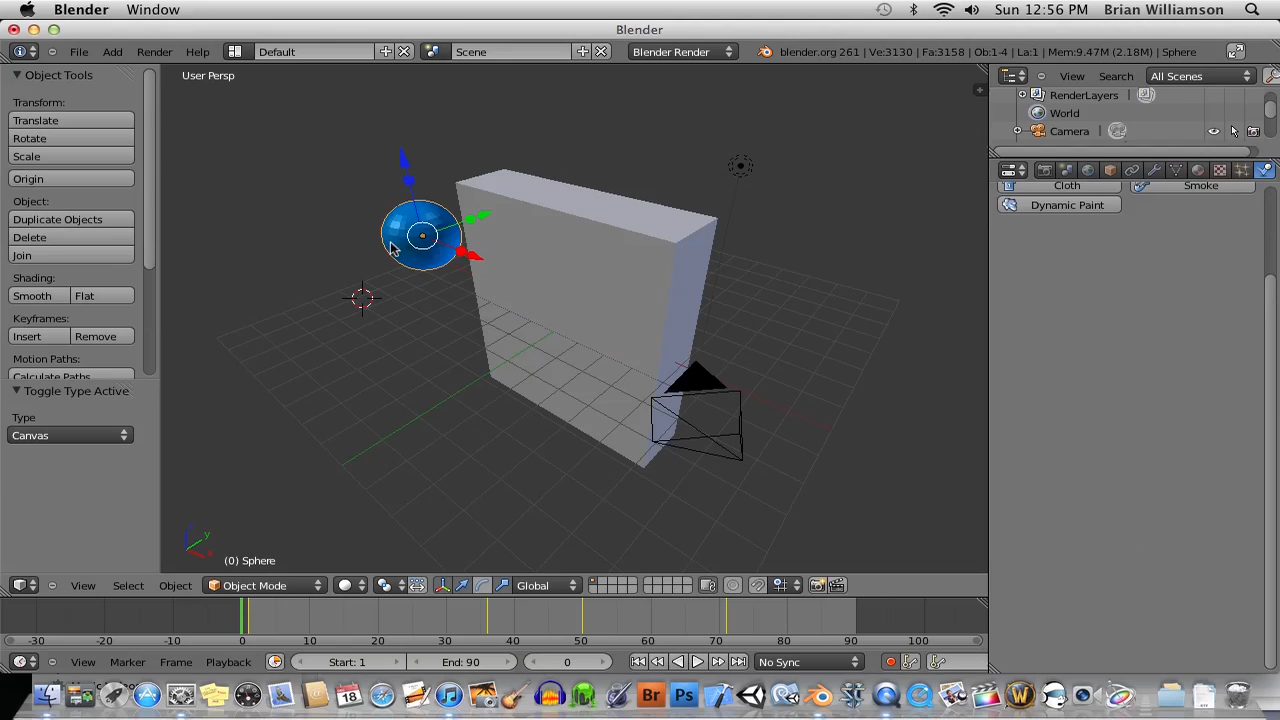 Blender Window Sun 12:56 PM Brian Williamson
Blender
File Add Render Help Default Scene Blender Render blender.org 261 | Ve:3130 | Fa:3158 | Ob:1-4 | La:1 | Mem:9.47M (2.18M) | Sphere
Object Tools
Transform:
Translate
Rotate
Scale
Origin
Object:
Duplicate Objects
Delete
Join
Shading:
Smooth Flat
Keyframes:
Insert Remove
Motion Paths:
Calculate Paths
Toggle Type Active
Type
Canvas
User Persp
(0) Sphere
View Search All Scenes
RenderLayers
World
Camera
Cloth Smoke
Dynamic Paint
View Select Object Object Mode Global
-30 -20 -10 0 10 20 30 40 50 60 70 80 90 100
View Marker Frame Playback Start: 1 End: 90 0 No Sync
18 Br Ps W